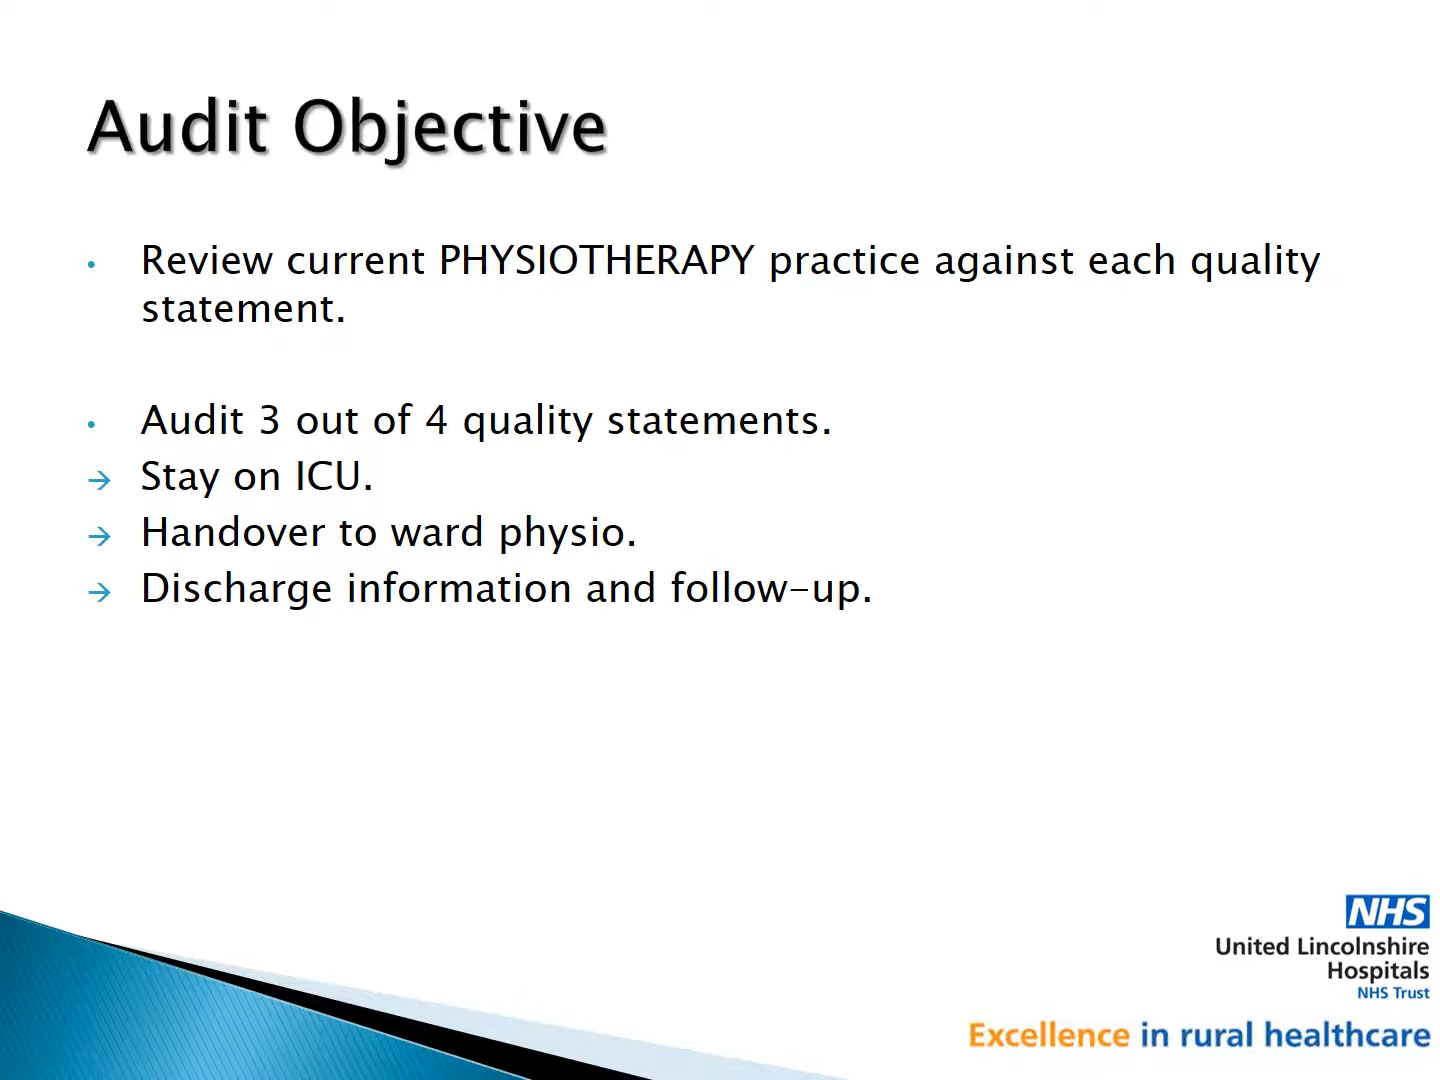 Audit Objective
• Review current PHYSIOTHERAPY practice against each quality
statement.
• Audit 3 out of 4 quality statements.
→ Stay on ICU.
→ Handover to ward physio.
→ Discharge information and follow-up.
NHS
United Lincolnshire
Hospitals
NHS Trust
Excellence in rural healthcare